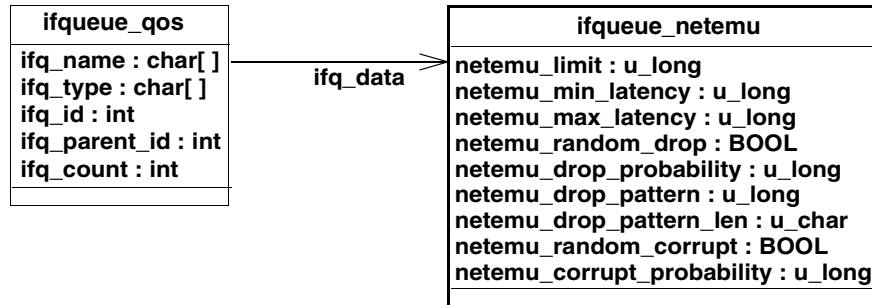 ifqueue_qos
ifq_name : char[ ]
ifq_type : char[ ]
ifq_id : int
ifq_parent_id : int
ifq_count : int
ifq_data
ifqueue_netemu
netemu_limit : u_long
netemu_min_latency : u_long
netemu_max_latency : u_long
netemu_random_drop : BOOL
netemu_drop_probability : u_long
netemu_drop_pattern : u_long
netemu_drop_pattern_len : u_char
netemu_random_corrupt : BOOL
netemu_corrupt_probability : u_long